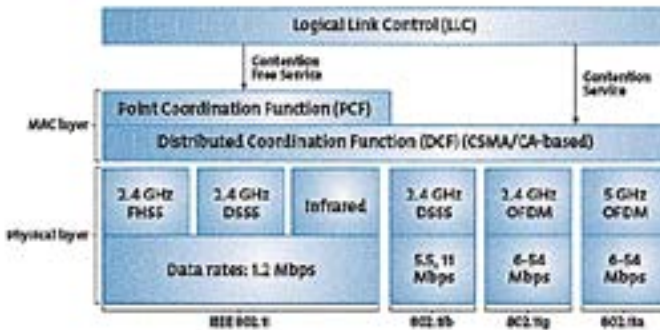 Logical Link Control (LLC)
Contention
Free Service
Contention
Service
MAC layer
Point Coordination Function (PCF)
Distributed Coordination Function (DCF) (CSMA/CA-based)
Physical layer
2.4 GHz
FHSS
2.4 GHz
DSSS
Infrared
2.4 GHz
DSSS
2.4 GHz
OFDM
5 GHz
OFDM
Data rates: 1.2 Mbps
5.5, 11
Mbps
6-54
Mbps
6-54
Mbps
IEEE 802.11
802.11b
802.11g
802.11a